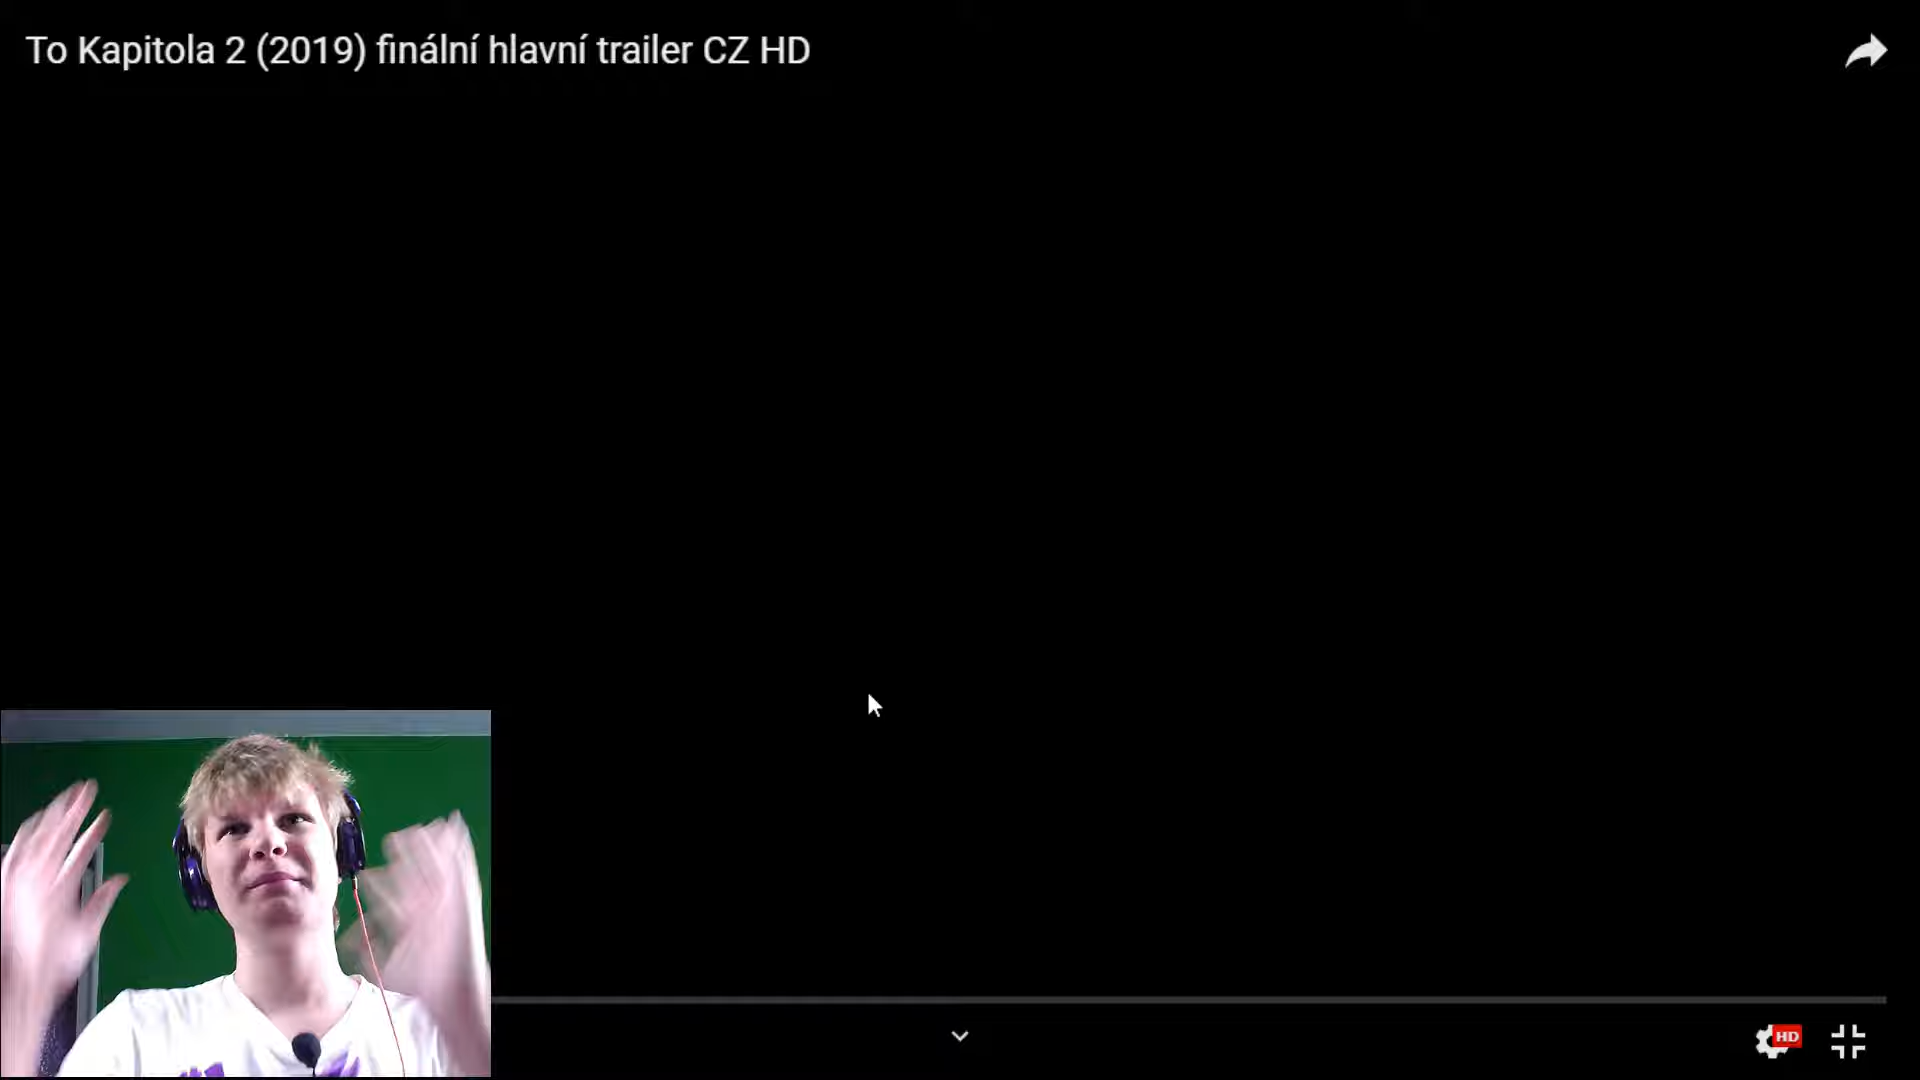 To Kapitola 2 (2019) finální hlavní trailer CZ HD
HD